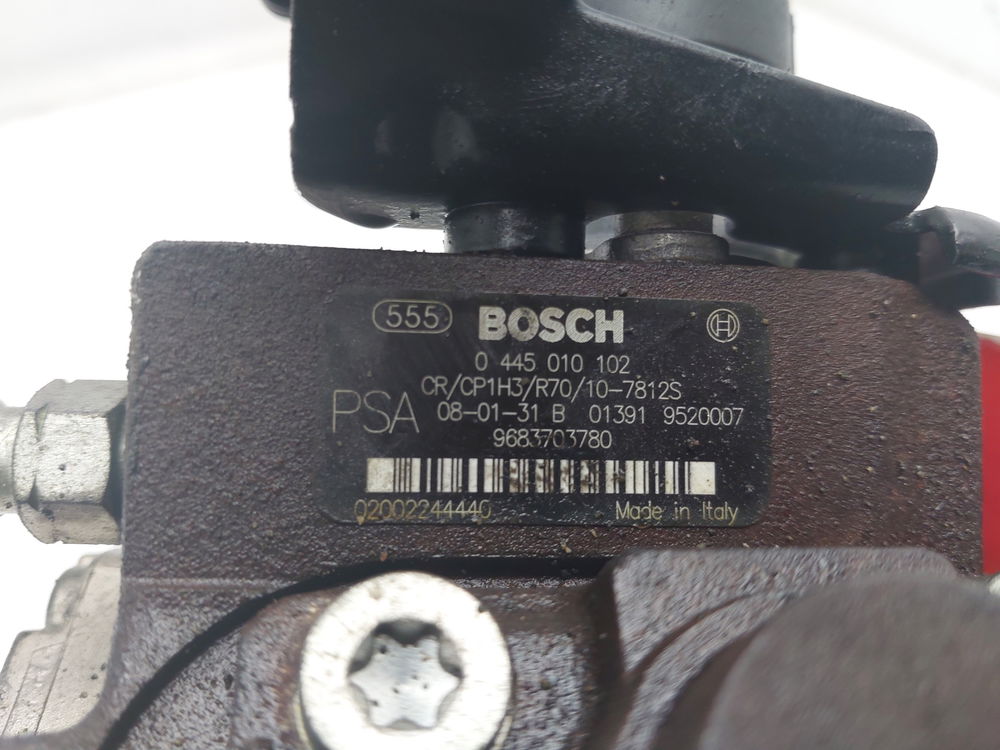 555 BOSCH
0 445 010 102
CR/CP1H3/R70/10-7812S
PSA 08-01-31 B 01391 9520007
9683703780
02002244440 Made in Italy